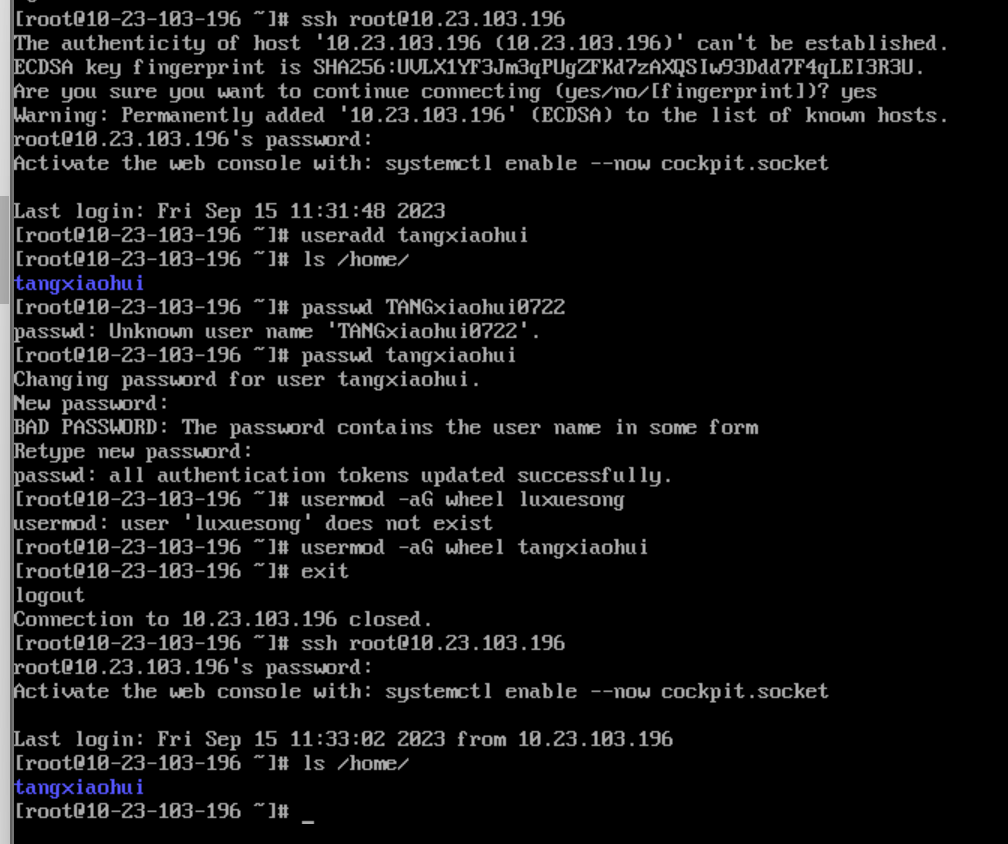 [root@10-23-103-196 ~]# ssh root@10.23.103.196
The authenticity of host '10.23.103.196 (10.23.103.196)' can't be established.
ECDSA key fingerprint is SHA256:UVLX1YF3Jm3qPUgZFKd7zAXQSIw93Ddd7F4qLEI3R3U.
Are you sure you want to continue connecting (yes/no/[fingerprint])? yes
Warning: Permanently added '10.23.103.196' (ECDSA) to the list of known hosts.
root@10.23.103.196's password:
Activate the web console with: systemctl enable --now cockpit.socket

Last login: Fri Sep 15 11:31:48 2023
[root@10-23-103-196 ~]# useradd tangxiaohui
[root@10-23-103-196 ~]# ls /home/
tangxiaohui
[root@10-23-103-196 ~]# passwd TANGxiaohui0722
passwd: Unknown user name 'TANGxiaohui0722'.
[root@10-23-103-196 ~]# passwd tangxiaohui
Changing password for user tangxiaohui.
New password:
BAD PASSWORD: The password contains the user name in some form
Retype new password:
passwd: all authentication tokens updated successfully.
[root@10-23-103-196 ~]# usermod -aG wheel luxuesong
usermod: user 'luxuesong' does not exist
[root@10-23-103-196 ~]# usermod -aG wheel tangxiaohui
[root@10-23-103-196 ~]# exit
logout
Connection to 10.23.103.196 closed.
[root@10-23-103-196 ~]# ssh root@10.23.103.196
root@10.23.103.196's password:
Activate the web console with: systemctl enable --now cockpit.socket

Last login: Fri Sep 15 11:33:02 2023 from 10.23.103.196
[root@10-23-103-196 ~]# ls /home/
tangxiaohui
[root@10-23-103-196 ~]# _